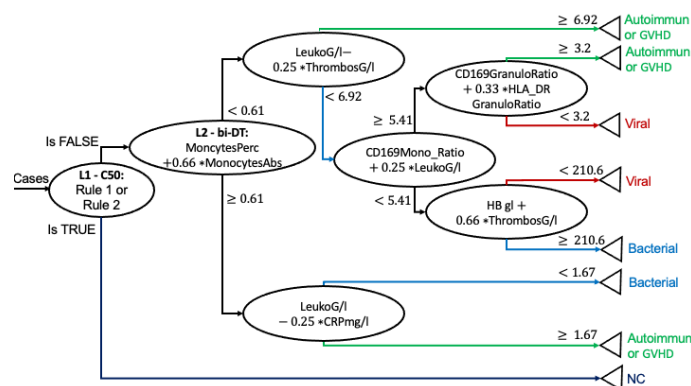 ≥ 6.92
Autoimmun
or GVHD
LeukoG/l−
0.25 *ThrombosG/l
≥ 3.2
Autoimmun
or GVHD
CD169GranuloRatio
+ 0.33 *HLA_DR
GranuloRatio
< 6.92
< 0.61
≥ 5.41
< 3.2
Viral
Is FALSE
L2 - bi-DT:
MoncytesPerc
+0.66 *MonocytesAbs
CD169Mono_Ratio
+ 0.25 *LeukoG/l
< 210.6
Viral
Cases
L1 - C50:
Rule 1 or
Rule 2
≥ 0.61
< 5.41
HB gl +
0.66 *ThrombosG/l
Is TRUE
≥ 210.6
Bacterial
< 1.67
Bacterial
LeukoG/l
− 0.25 *CRPmg/l
≥ 1.67
Autoimmun
or GVHD
NC